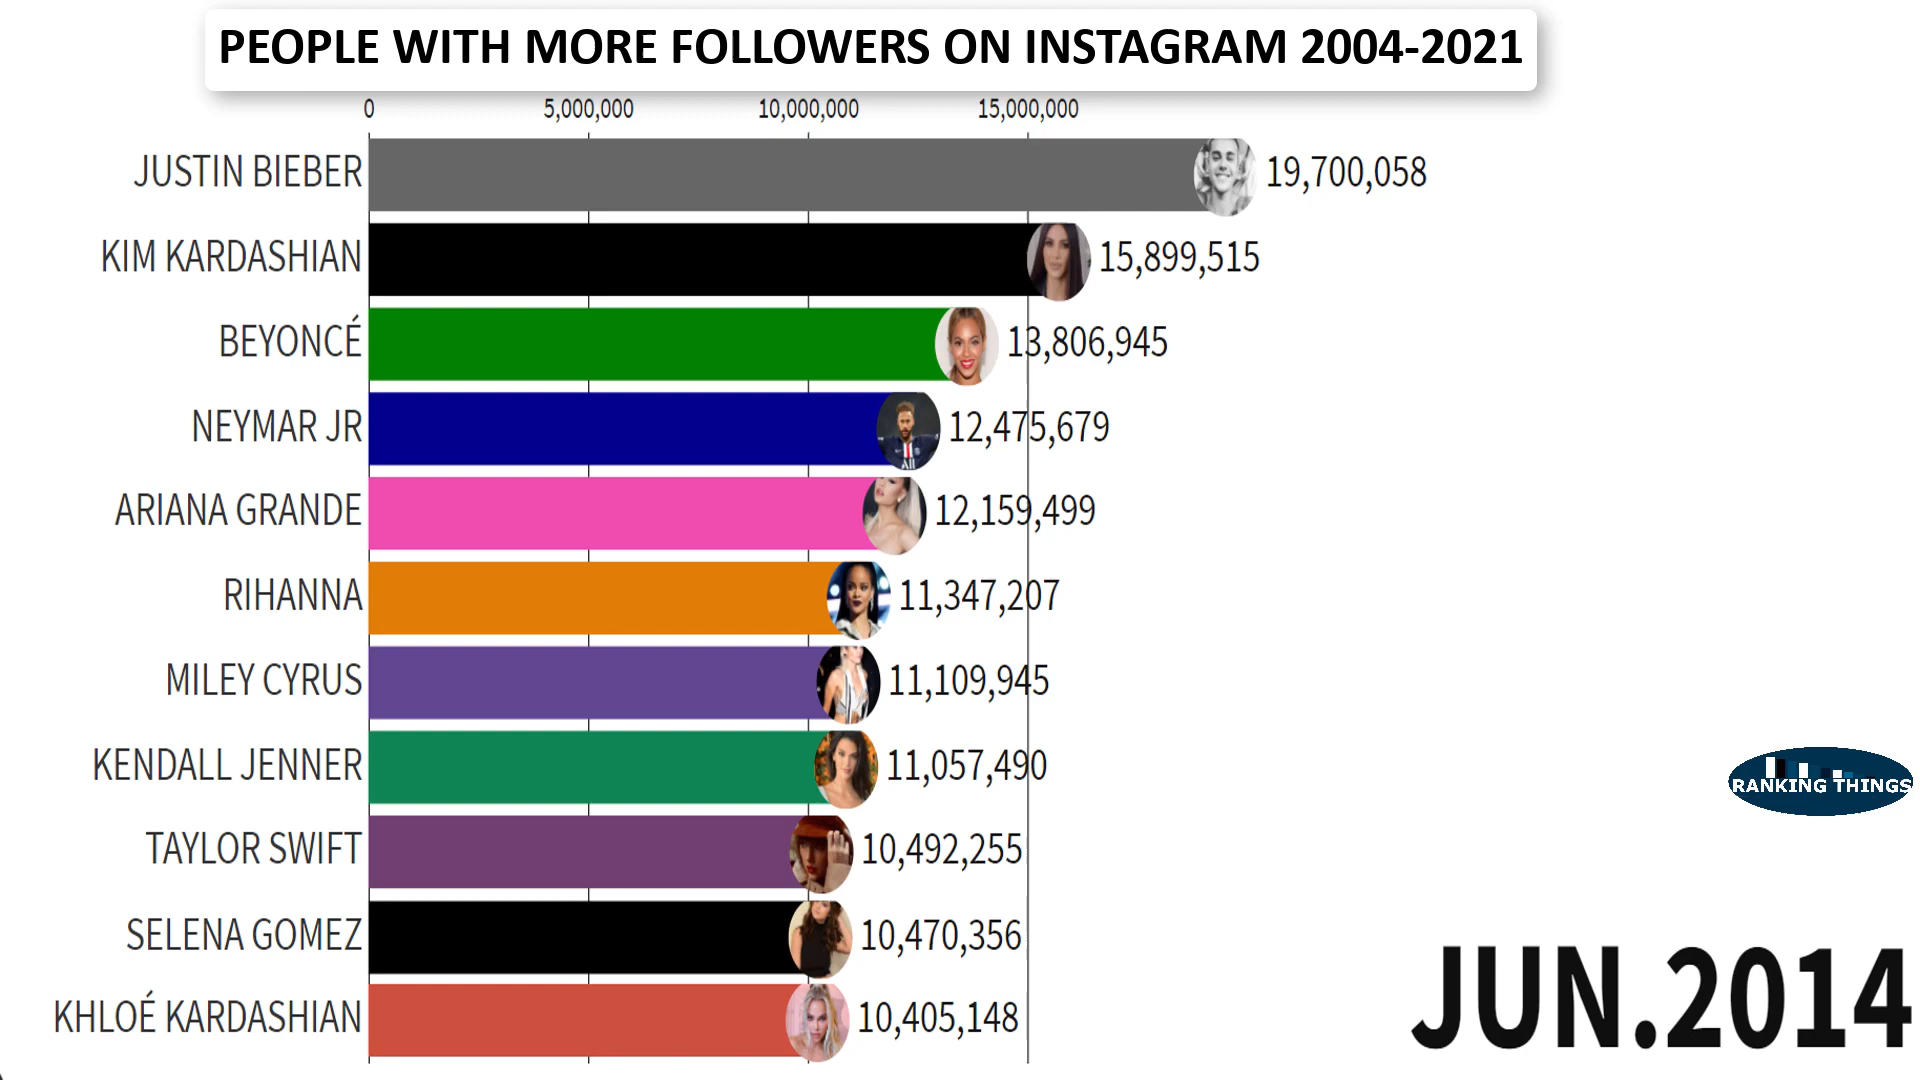 PEOPLE WITH MORE FOLLOWERS ON INSTAGRAM 2004-2021
0 5,000,000 10,000,000 15,000,000
JUSTIN BIEBER 19,700,058
KIM KARDASHIAN 15,899,515
BEYONCÉ 13,806,945
NEYMAR JR 12,475,679
ARIANA GRANDE 12,159,499
RIHANNA 11,347,207
MILEY CYRUS 11,109,945
KENDALL JENNER 11,057,490
RANKING THINGS
TAYLOR SWIFT 10,492,255
SELENA GOMEZ 10,470,356
KHLOÉ KARDASHIAN 10,405,148
JUN.2014